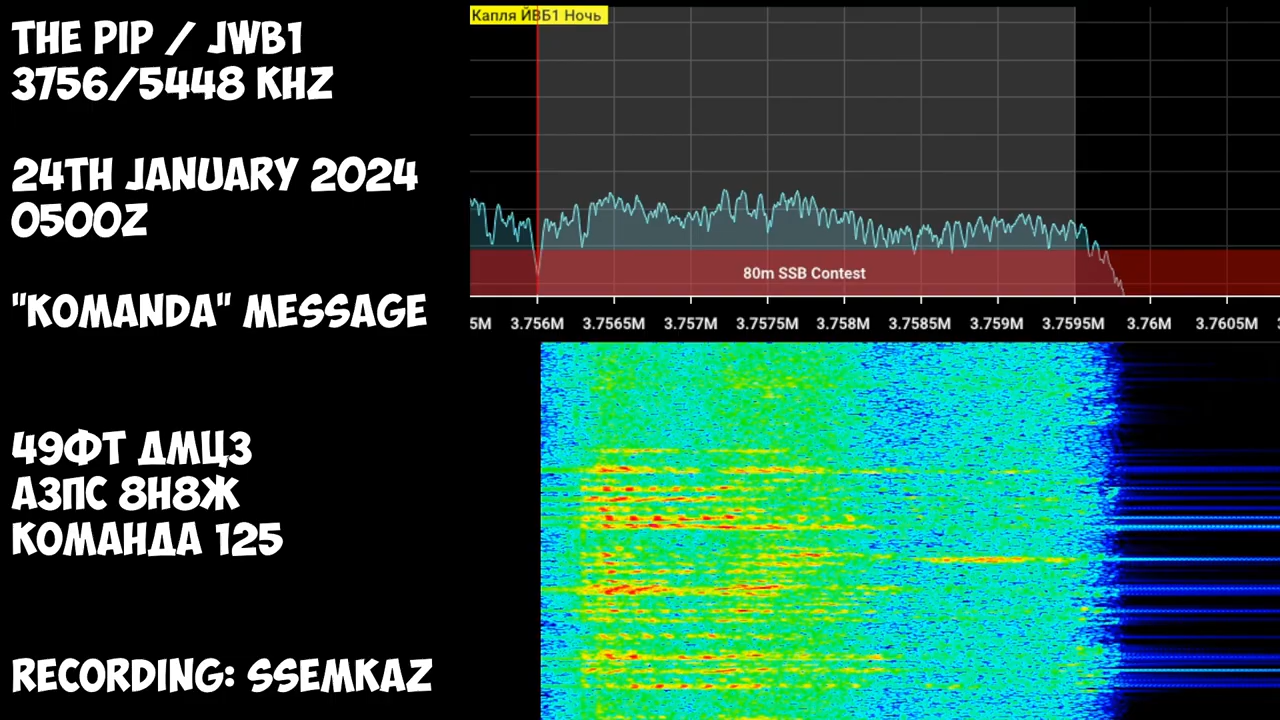 THE PIP / JWB1
3756/5448 KHZ
24TH JANUARY 2024
0500Z
"KOMANDA" MESSAGE
49ФТ ДМЦЗ
АЗПС 8Н8Ж
КОМАНДА 125
RECORDING: SSEMKAZ
Капля ЙВБ1 Ночь
80m SSB Contest
5M 3.756M 3.7565M 3.757M 3.7575M 3.758M 3.7585M 3.759M 3.7595M 3.76M 3.7605M